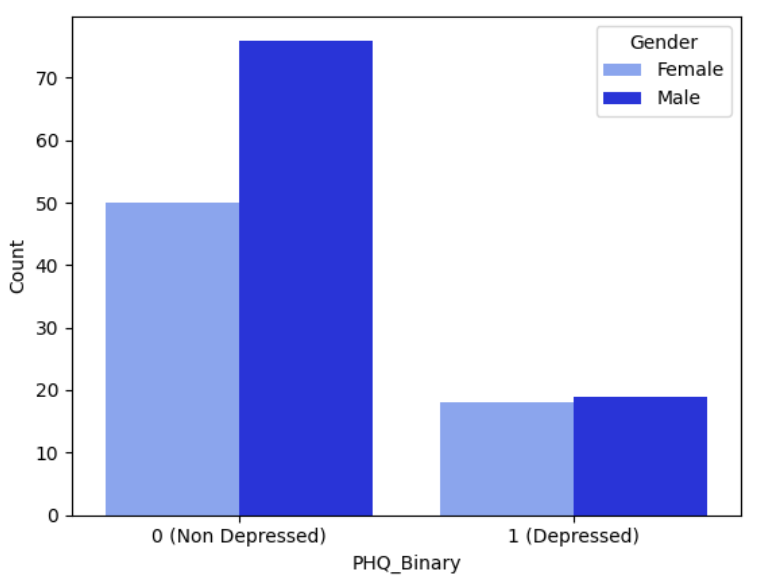 Gender
Female
Male
70
60
50
40
30
20
10
0
Count
0 (Non Depressed)
1 (Depressed)
PHQ_Binary